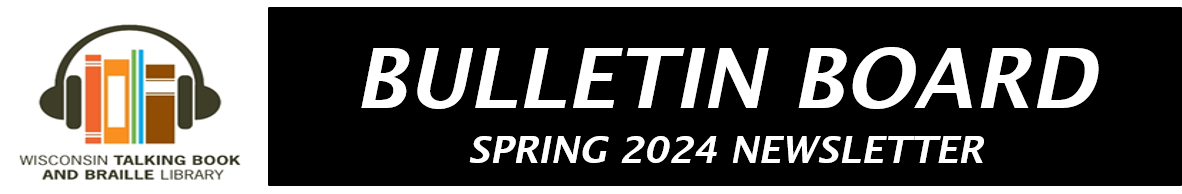 WISCONSIN TALKING BOOK
AND BRAILLE LIBRARY
BULLETIN BOARD
SPRING 2024 NEWSLETTER